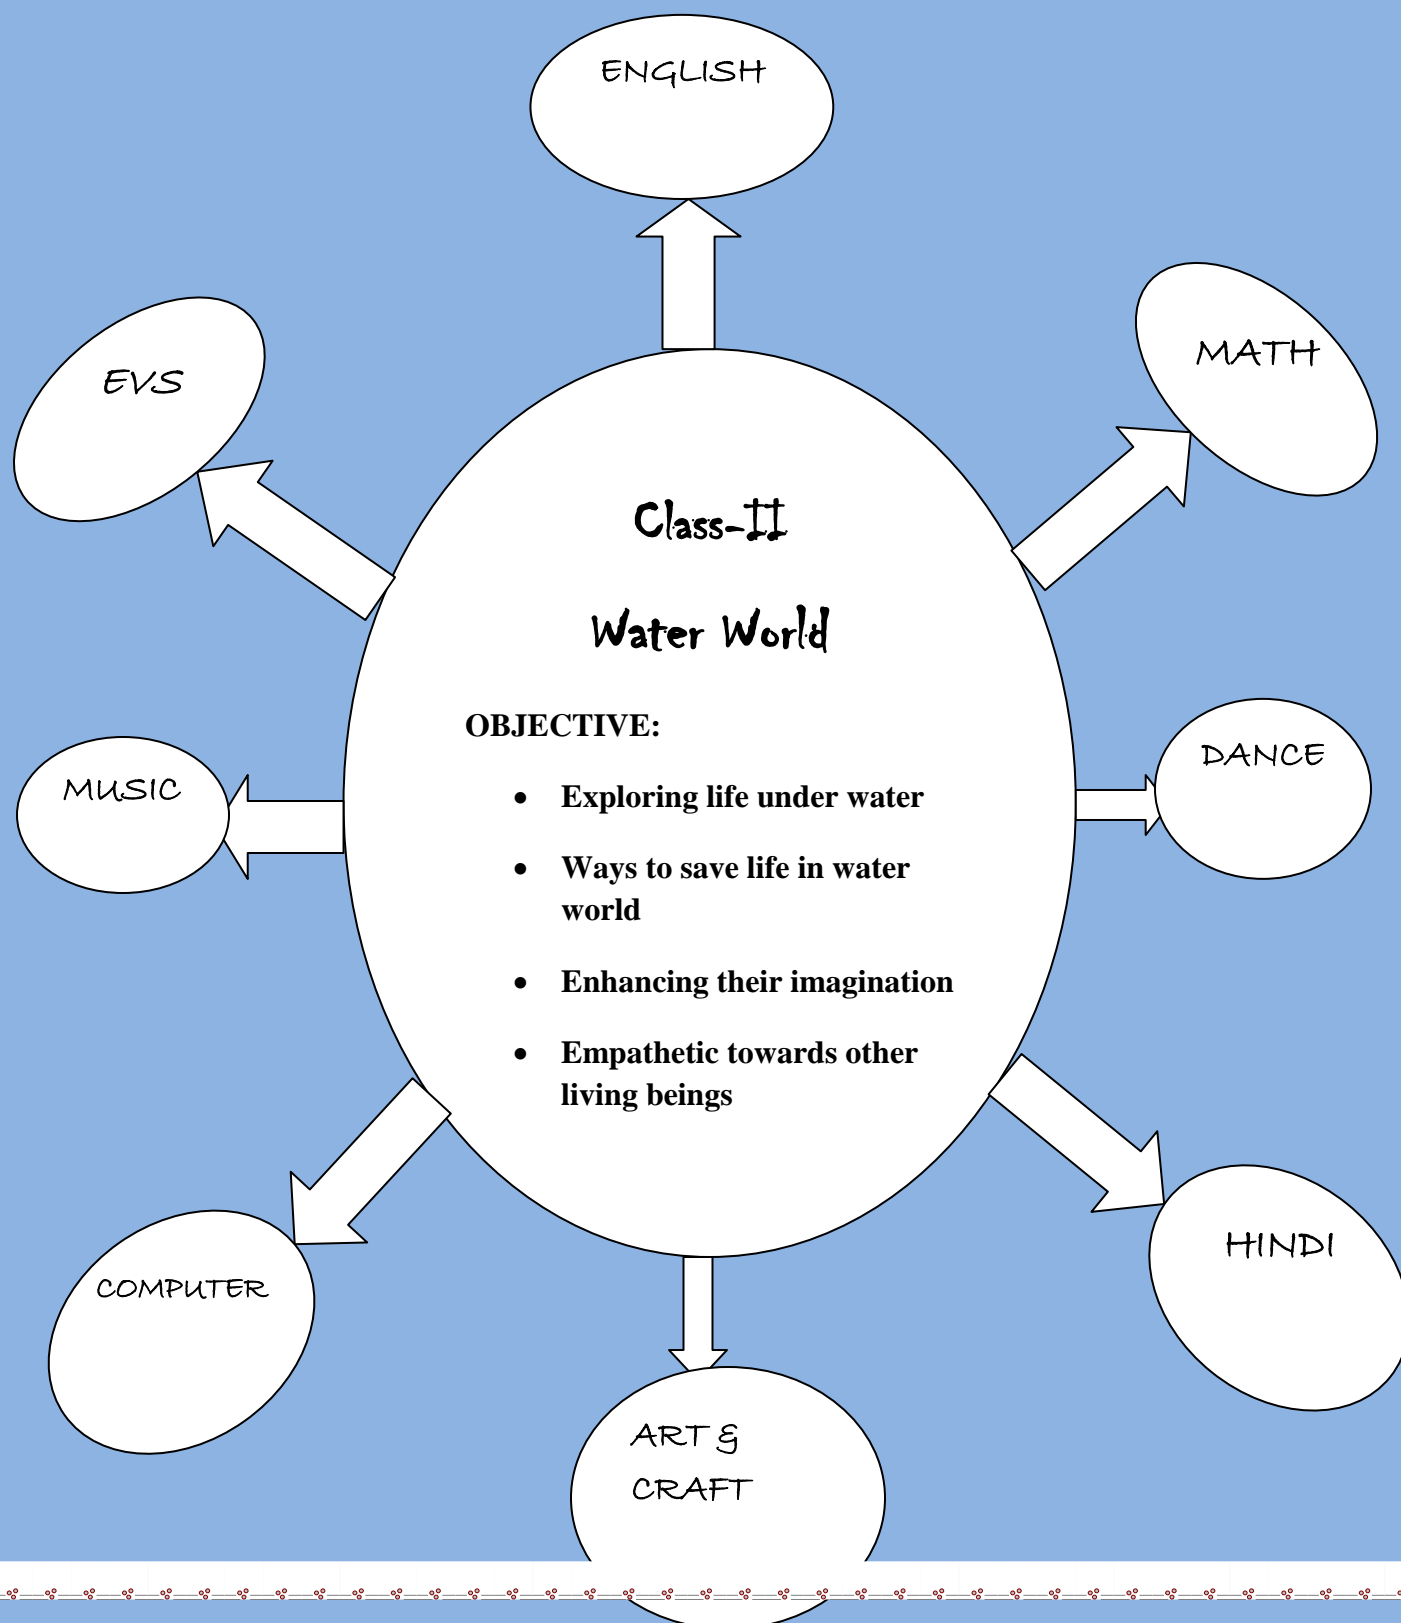 ENGLISH
MATH
EVS
Class-II
Water World
OBJECTIVE:
• Exploring life under water
• Ways to save life in water
world
• Enhancing their imagination
• Empathetic towards other
living beings
DANCE
MUSIC
HINDI
COMPUTER
ART &
CRAFT